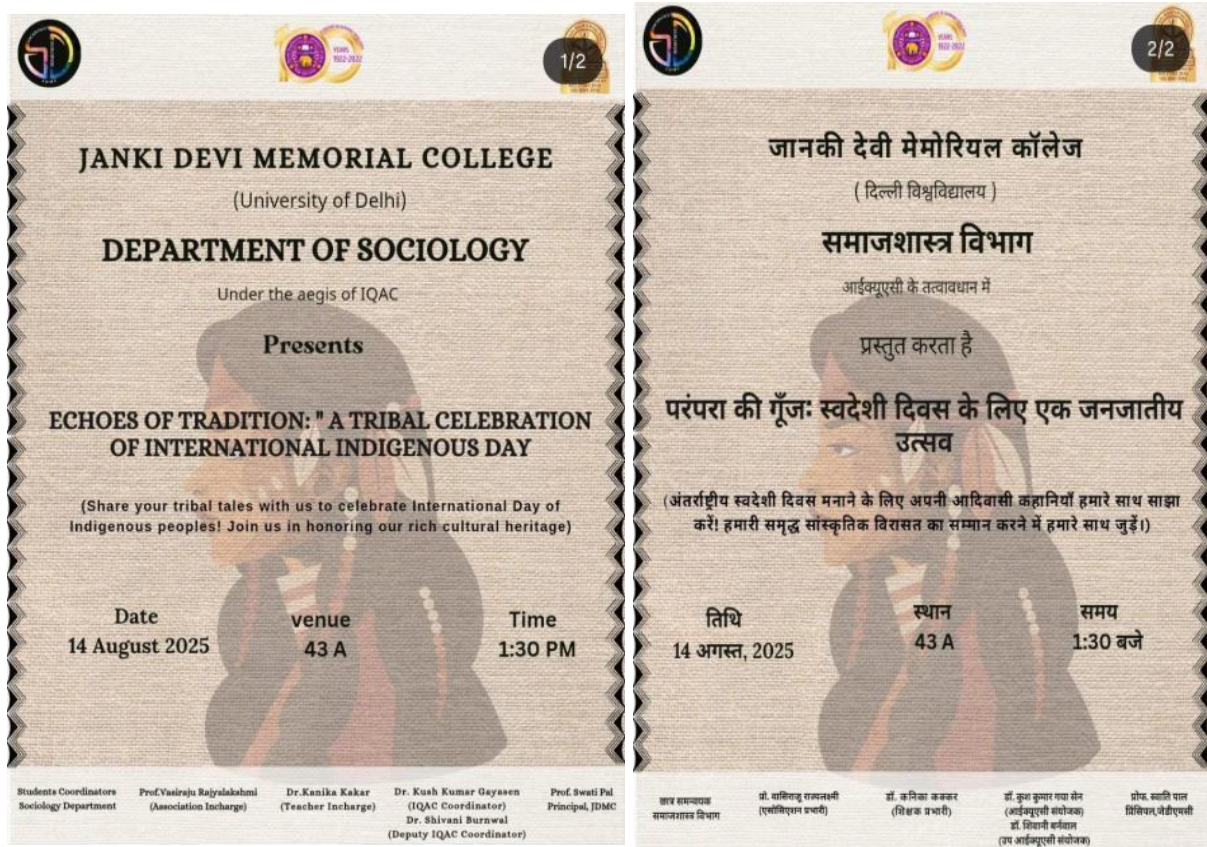 YEARS
1922-2022
1/2
JANKI DEVI MEMORIAL COLLEGE
(University of Delhi)
DEPARTMENT OF SOCIOLOGY
Under the aegis of IQAC
Presents
ECHOES OF TRADITION: " A TRIBAL CELEBRATION
OF INTERNATIONAL INDIGENOUS DAY
(Share your tribal tales with us to celebrate International Day of
Indigenous peoples! Join us in honoring our rich cultural heritage)
Date
14 August 2025
venue
43 A
Time
1:30 PM
Students Coordinators
Sociology Department
Prof.Vasiraju Rajyalakshmi
(Association Incharge)
Dr.Kanika Kakar
(Teacher Incharge)
Dr. Kush Kumar Gayasen
(IQAC Coordinator)
Dr. Shivani Burnwal
(Deputy IQAC Coordinator)
Prof. Swati Pal
Principal, JDMC
YEARS
1922-2022
2/2
जानकी देवी मेमोरियल कॉलेज
( दिल्ली विश्वविद्यालय )
समाजशास्त्र विभाग
आईक्यूएसी के तत्वावधान में
प्रस्तुत करता है
परंपरा की गूँज: स्वदेशी दिवस के लिए एक जनजातीय
उत्सव
(अंतर्राष्ट्रीय स्वदेशी दिवस मनाने के लिए अपनी आदिवासी कहानियाँ हमारे साथ साझा
करें! हमारी समृद्ध सांस्कृतिक विरासत का सम्मान करने में हमारे साथ जुड़ें।)
तिथि
14 अगस्त, 2025
स्थान
43 A
समय
1:30 बजे
छात्र समन्वयक
समाजशास्त्र विभाग
प्रो. वासिराजू राज्यलक्ष्मी
(एसोसिएशन प्रभारी)
डॉ. कनिका कक्कर
(शिक्षक प्रभारी)
डॉ. कुश कुमार गया सेन
(आईक्यूएसी संयोजक)
डॉ. शिवानी बर्नवाल
(उप आईक्यूएसी संयोजक)
प्रोफ. स्वाति पाल
प्रिंसिपल,जेडीएमसी